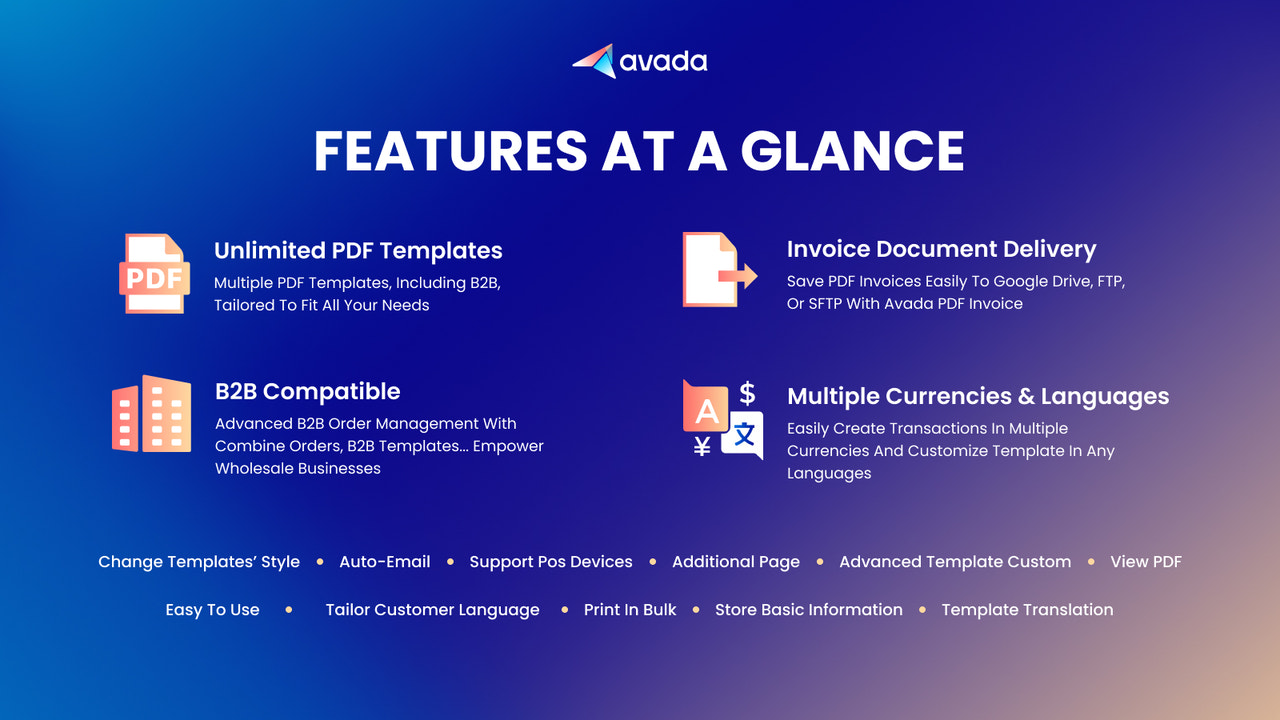 avada
FEATURES AT A GLANCE
PDF
Unlimited PDF Templates
Multiple PDF Templates, Including B2B,
Tailored To Fit All Your Needs
Invoice Document Delivery
Save PDF Invoices Easily To Google Drive, FTP,
Or SFTP With Avada PDF Invoice
B2B Compatible
Advanced B2B Order Management With
Combine Orders, B2B Templates... Empower
Wholesale Businesses
A $
¥ 文
Multiple Currencies & Languages
Easily Create Transactions In Multiple
Currencies And Customize Template In Any
Languages
Change Templates’ Style • Auto-Email • Support Pos Devices • Additional Page • Advanced Template Custom • View PDF
Easy To Use • Tailor Customer Language • Print In Bulk • Store Basic Information • Template Translation